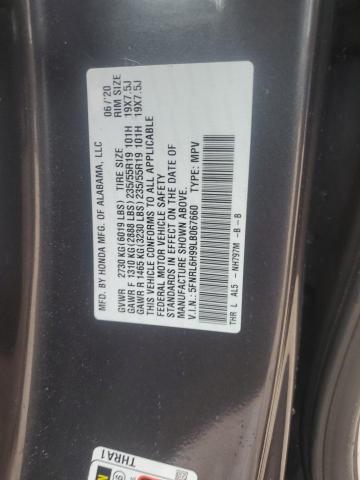 MFD. BY HONDA MFG. OF ALABAMA, LLC 06/'20
GVWR 2730 KG(6019 LBS) TIRE SIZE RIM SIZE
GAWR F 1310 KG(2888 LBS) 235/55R19 101H 19X7.5J
GAWR R 1465 KG(3230 LBS) 235/55R19 101H 19X7.5J
THIS VEHICLE CONFORMS TO ALL APPLICABLE
FEDERAL MOTOR VEHICLE SAFETY
STANDARDS IN EFFECT ON THE DATE OF
MANUFACTURE SHOWN ABOVE.
V.I.N.: 5FNRL6H99LB067660 TYPE: MPV
THR L AL5 - NH797M -B -B
THRA1